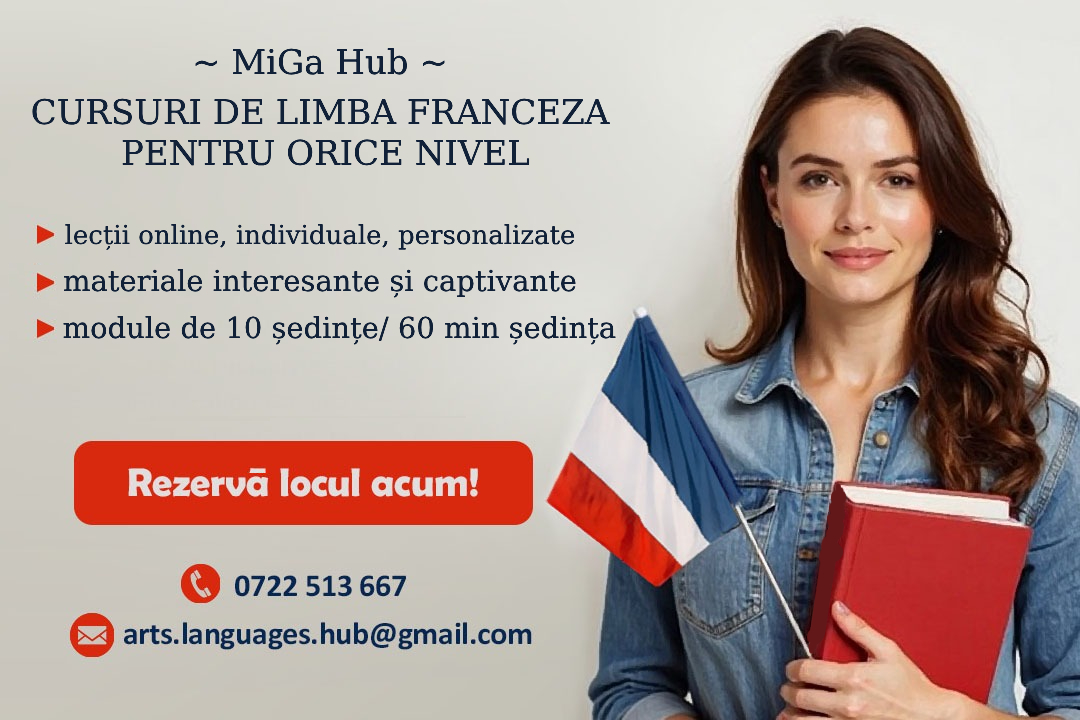 ~ MiGa Hub ~
CURSURI DE LIMBA FRANCEZA
PENTRU ORICE NIVEL
lecții online, individuale, personalizate
materiale interesante și captivante
module de 10 ședințe/ 60 min ședința
Rezervā locul acum!
0722 513 667
arts.languages.hub@gmail.com